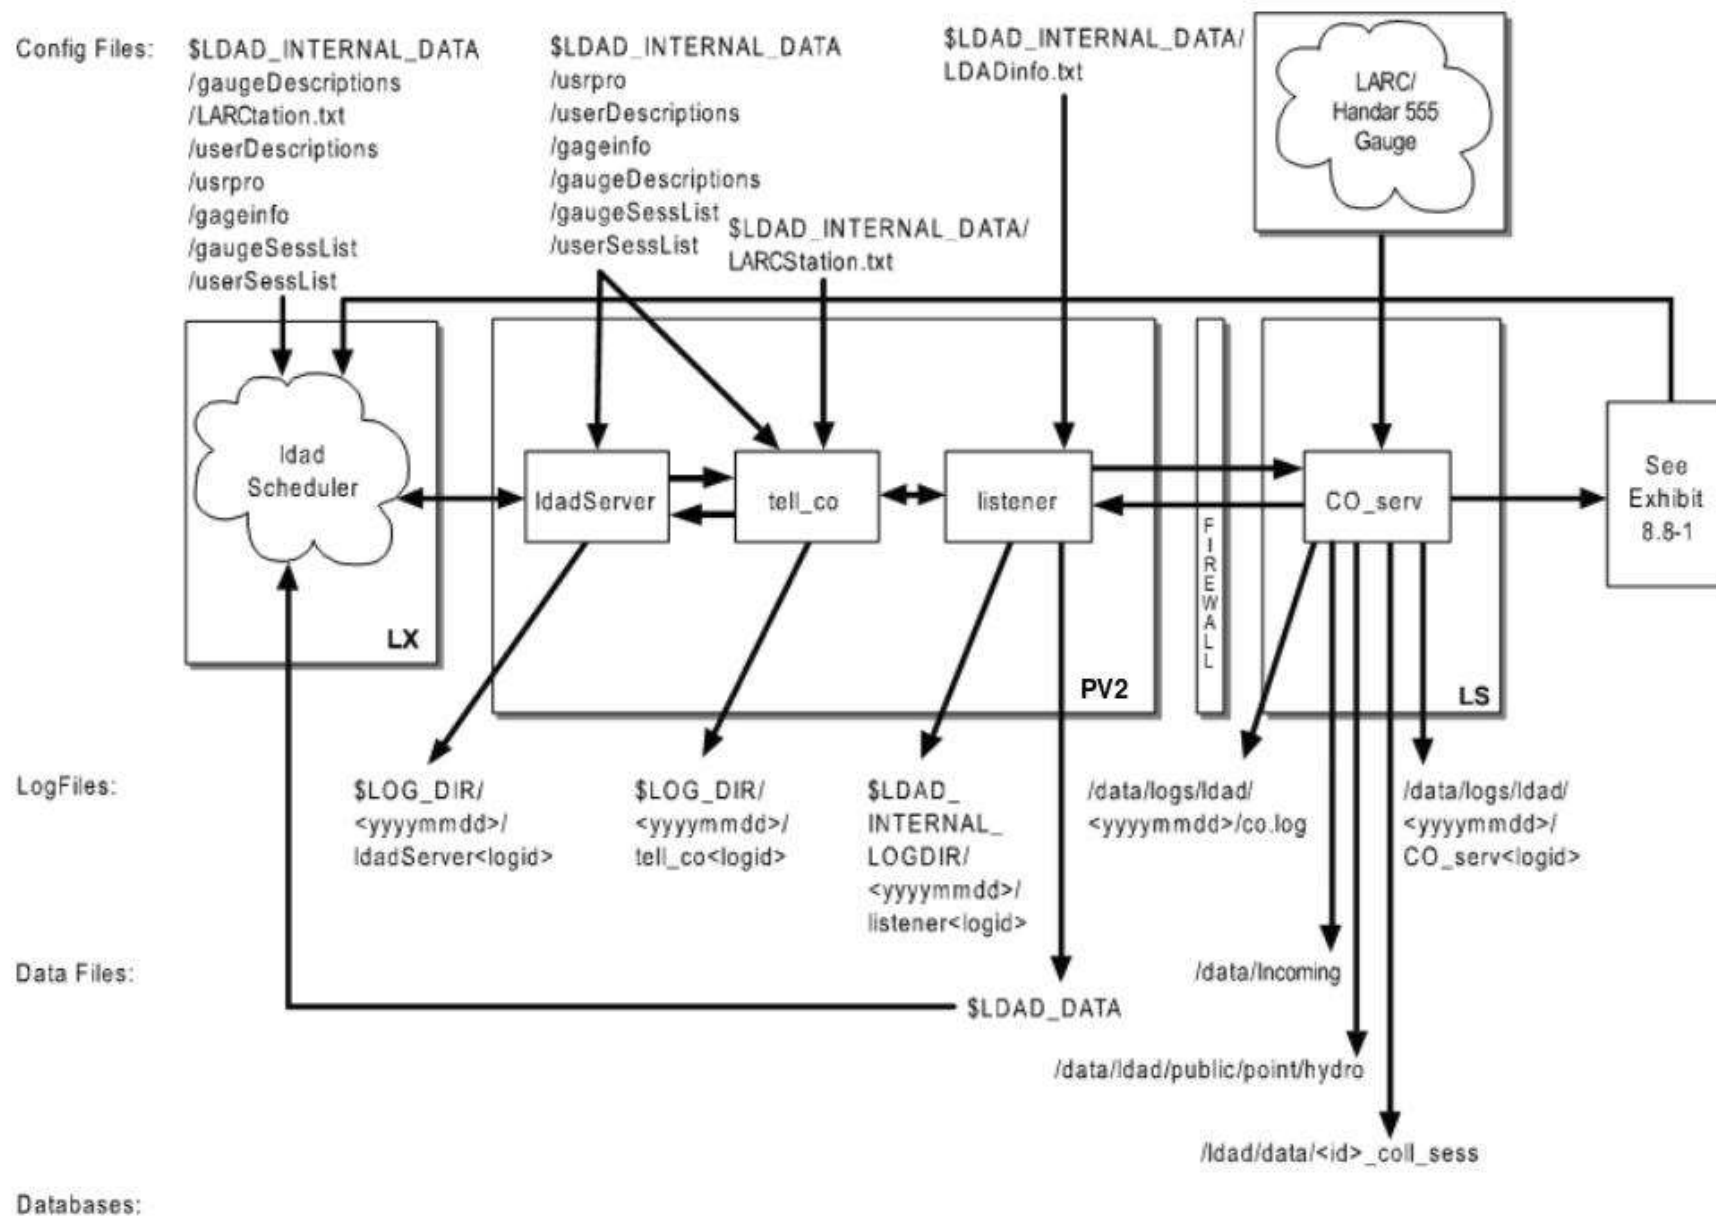 Config Files:
$LDAD_INTERNAL_DATA
/gaugeDescriptions
/LARCtation.txt
/userDescriptions
/usrpro
/gageinfo
/gaugeSessList
/userSessList
$LDAD_INTERNAL_DATA
/usrpro
/userDescriptions
/gageinfo
/gaugeDescriptions
/gaugeSessList
/userSessList
$LDAD_INTERNAL_DATA/
LARCStation.txt
$LDAD_INTERNAL_DATA/
LDADinfo.txt
LARC/
Handar 555
Gauge
ldad
Scheduler
LX
ldadServer
tell_co
listener
PV2
FIREWALL
CO_serv
LS
See
Exhibit
8.8-1
LogFiles:
$LOG_DIR/
<yyyymmdd>/
ldadServer<logid>
$LOG_DIR/
<yyyymmdd>/
tell_co<logid>
$LDAD_
INTERNAL_
LOGDIR/
<yyyymmdd>/
listener<logid>
/data/logs/ldad/
<yyyymmdd>/co.log
/data/logs/ldad/
<yyyymmdd>/
CO_serv<logid>
Data Files:
/data/Incoming
$LDAD_DATA
/data/ldad/public/point/hydro
/ldad/data/<id>_coll_sess
Databases: